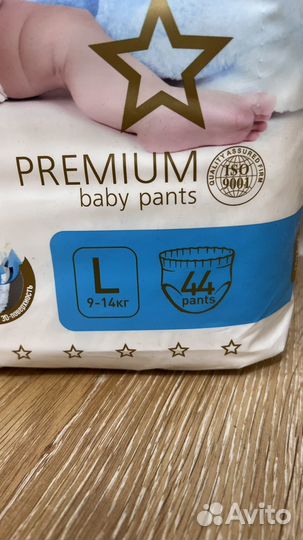 PREMIUM
baby pants
QUALITY ASSURED FIRM
ISO
9001
L
9-14кг
44
pants
3D-поверхность
Avito